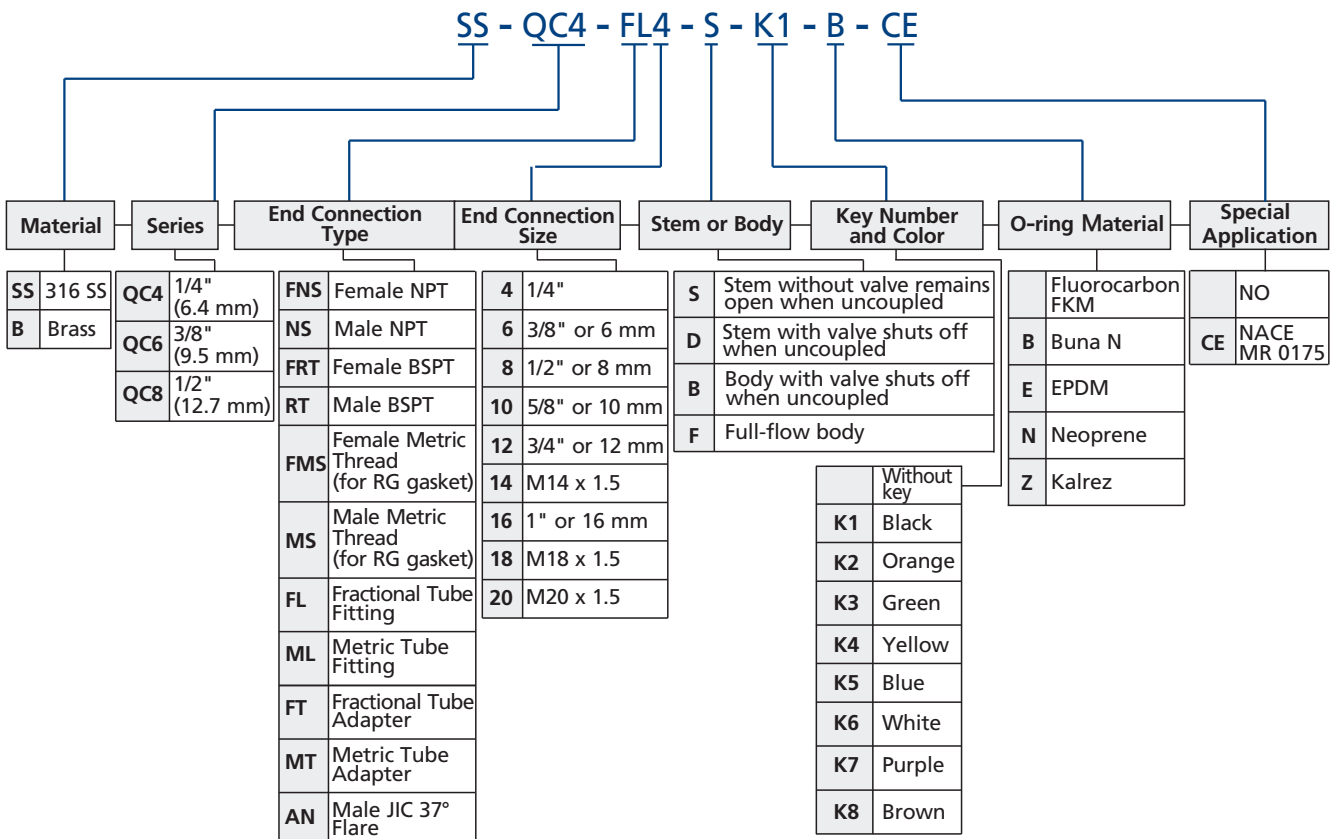 SS - QC4 - FL4 - S - K1 - B - CE
Material
SS 316 SS
B Brass
Series
QC4 1/4"
(6.4 mm)
QC6 3/8"
(9.5 mm)
QC8 1/2"
(12.7 mm)
End Connection
Type
FNS Female NPT
NS Male NPT
FRT Female BSPT
RT Male BSPT
FMS Female Metric
Thread
(for RG gasket)
MS Male Metric
Thread
(for RG gasket)
FL Fractional Tube
Fitting
ML Metric Tube
Fitting
FT Fractional Tube
Adapter
MT Metric Tube
Adapter
AN Male JIC 37°
Flare
End Connection
Size
4 1/4"
6 3/8" or 6 mm
8 1/2" or 8 mm
10 5/8" or 10 mm
12 3/4" or 12 mm
14 M14 x 1.5
16 1" or 16 mm
18 M18 x 1.5
20 M20 x 1.5
Stem or Body
S Stem without valve remains
open when uncoupled
D Stem with valve shuts off
when uncoupled
B Body with valve shuts off
when uncoupled
F Full-flow body
Key Number
and Color
Without
key
K1 Black
K2 Orange
K3 Green
K4 Yellow
K5 Blue
K6 White
K7 Purple
K8 Brown
O-ring Material
Fluorocarbon
FKM
B Buna N
E EPDM
N Neoprene
Z Kalrez
Special
Application
NO
CE NACE
MR 0175